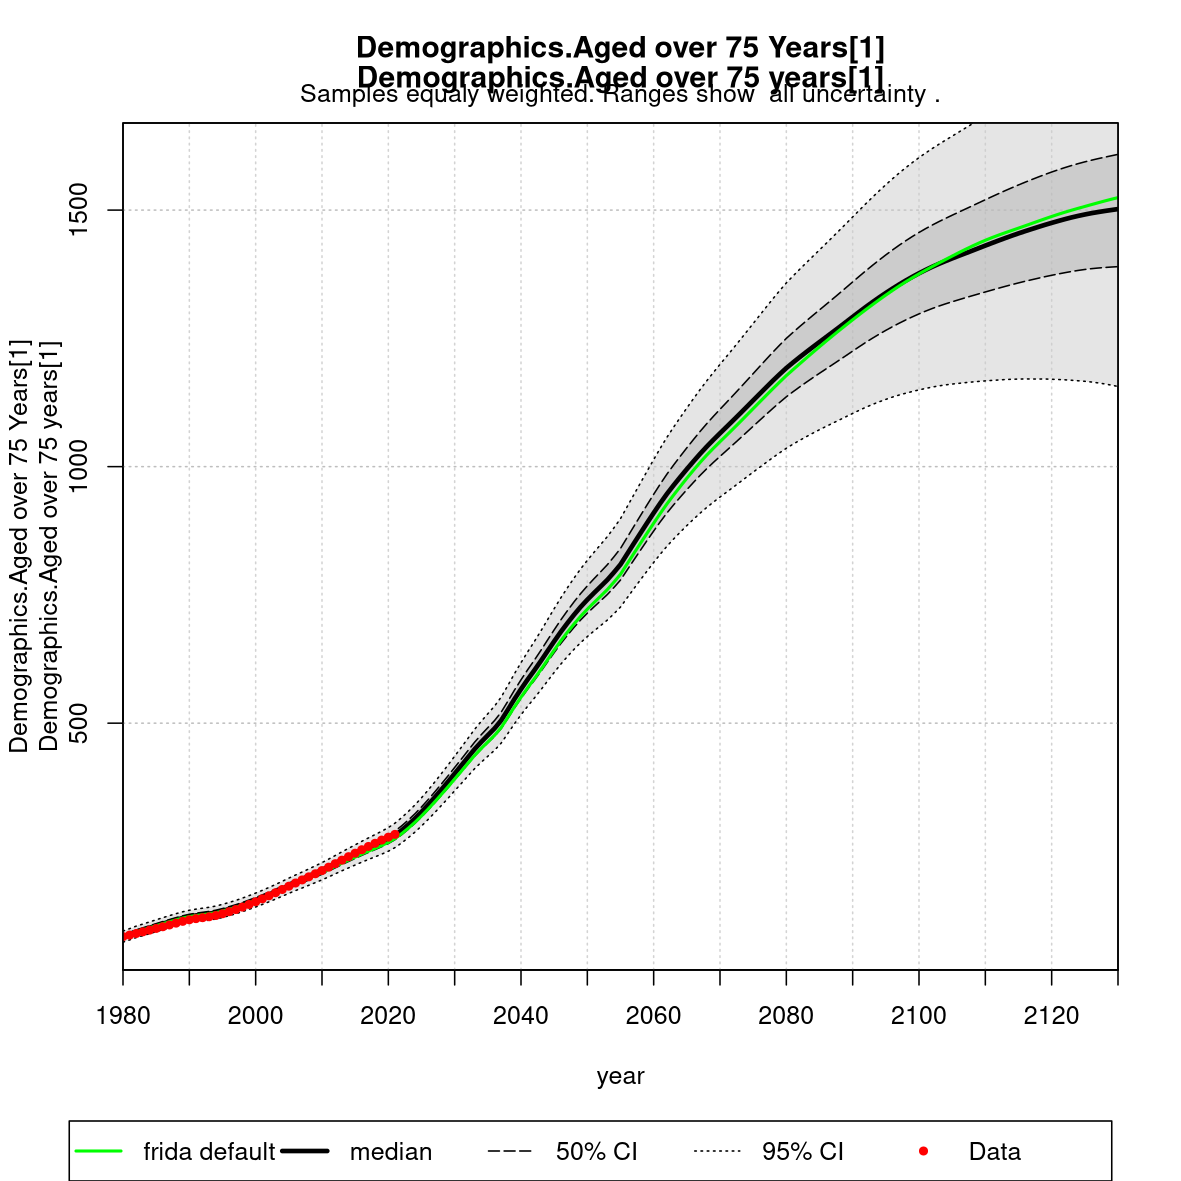 Demographics.Aged over 75 Years[1]
Demographics.Aged over 75 years[1]
Samples equaly weighted. Ranges show  all uncertainty .
Demographics.Aged over 75 Years[1]
Demographics.Aged over 75 years[1]
1500
1000
500
1980 2000 2020 2040 2060 2080 2100 2120
year
frida default median 50% CI 95% CI Data